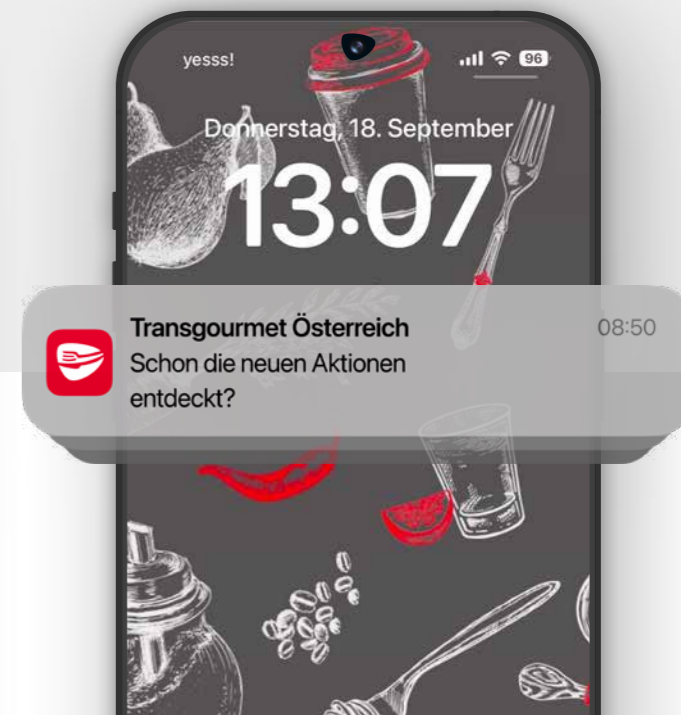 yesss!
96
Donnerstag, 18. September
13:07
Transgourmet Österreich
08:50
Schon die neuen Aktionen
entdeckt?